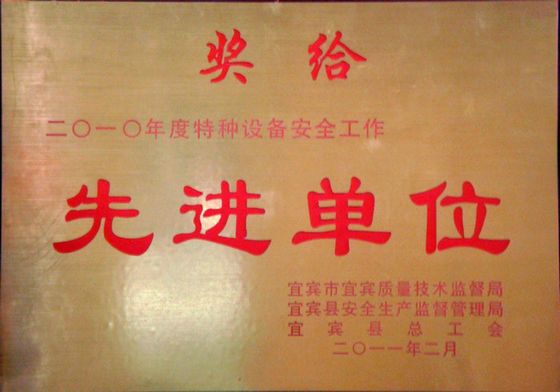 奖给
二〇一〇年度特种设备安全工作
先进单位
宜宾市宜宾质量技术监督局
宜宾县安全生产监督管理局
宜宾县总工会
二〇一一年二月